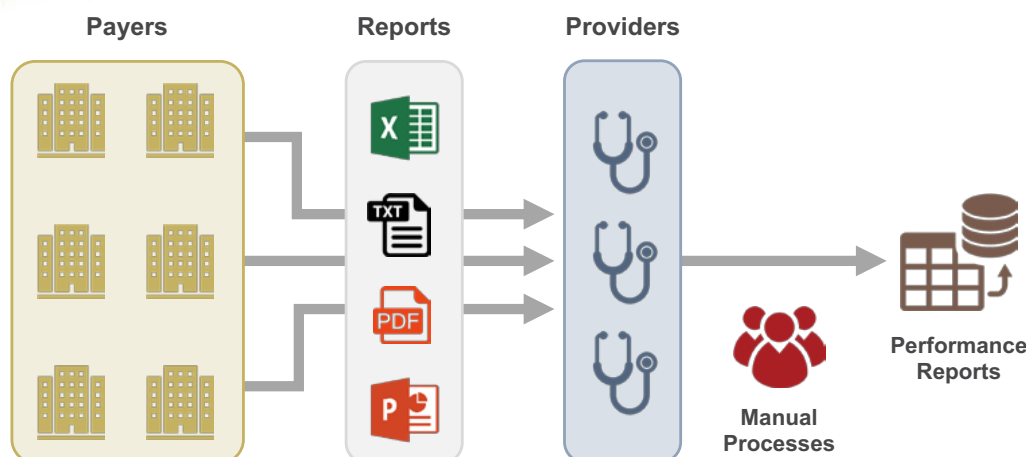 Payers
Reports
Providers
X
TXT
PDF
P
Manual
Processes
Performance
Reports